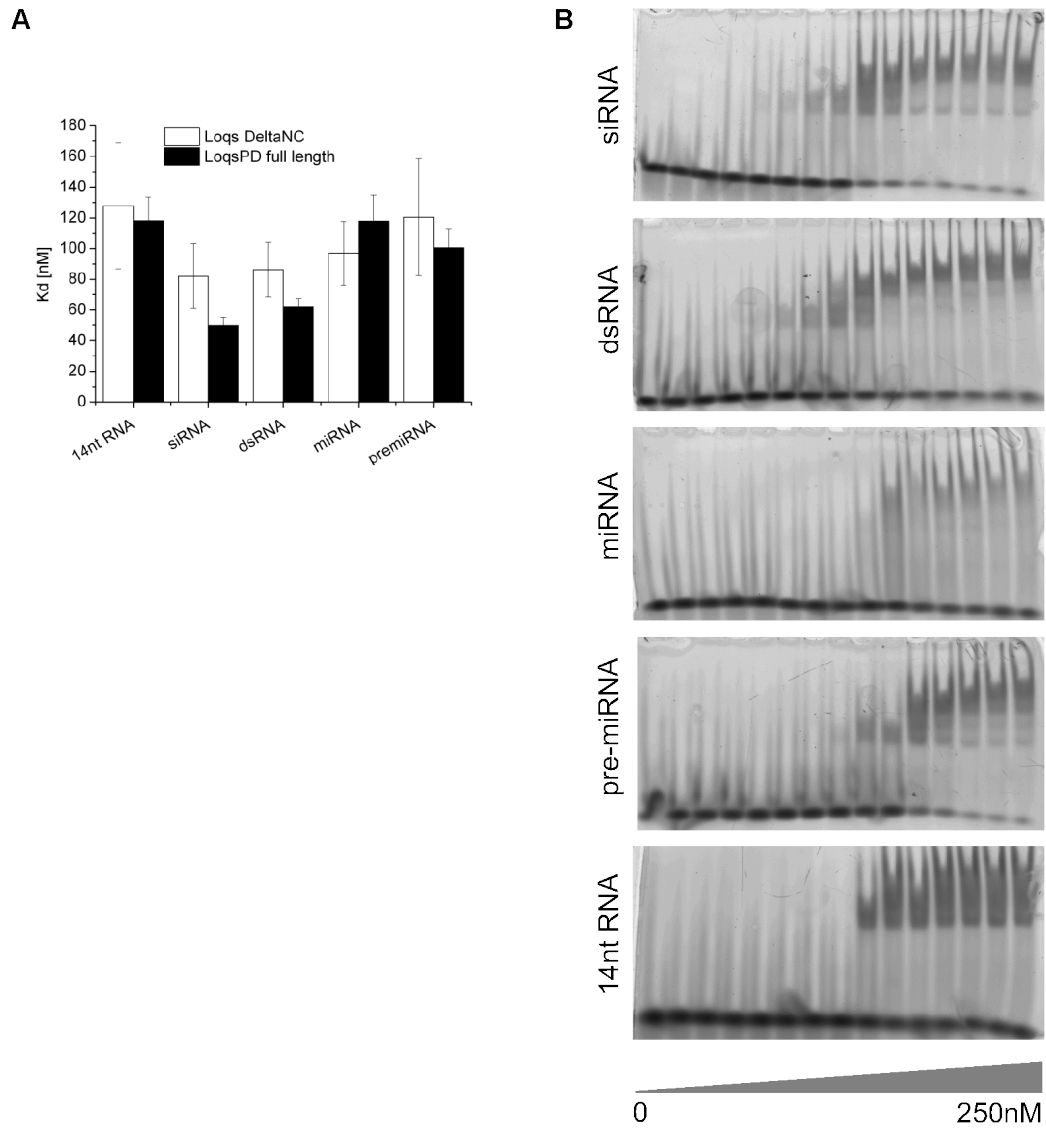 A
B
180
160
140
120
100
80
60
40
20
0
Kd [nM]
Loqs DeltaNC
LoqsPD full length
14nt RNA
siRNA
dsRNA
miRNA
premiRNA
siRNA
dsRNA
miRNA
pre-miRNA
14nt RNA
0
250nM